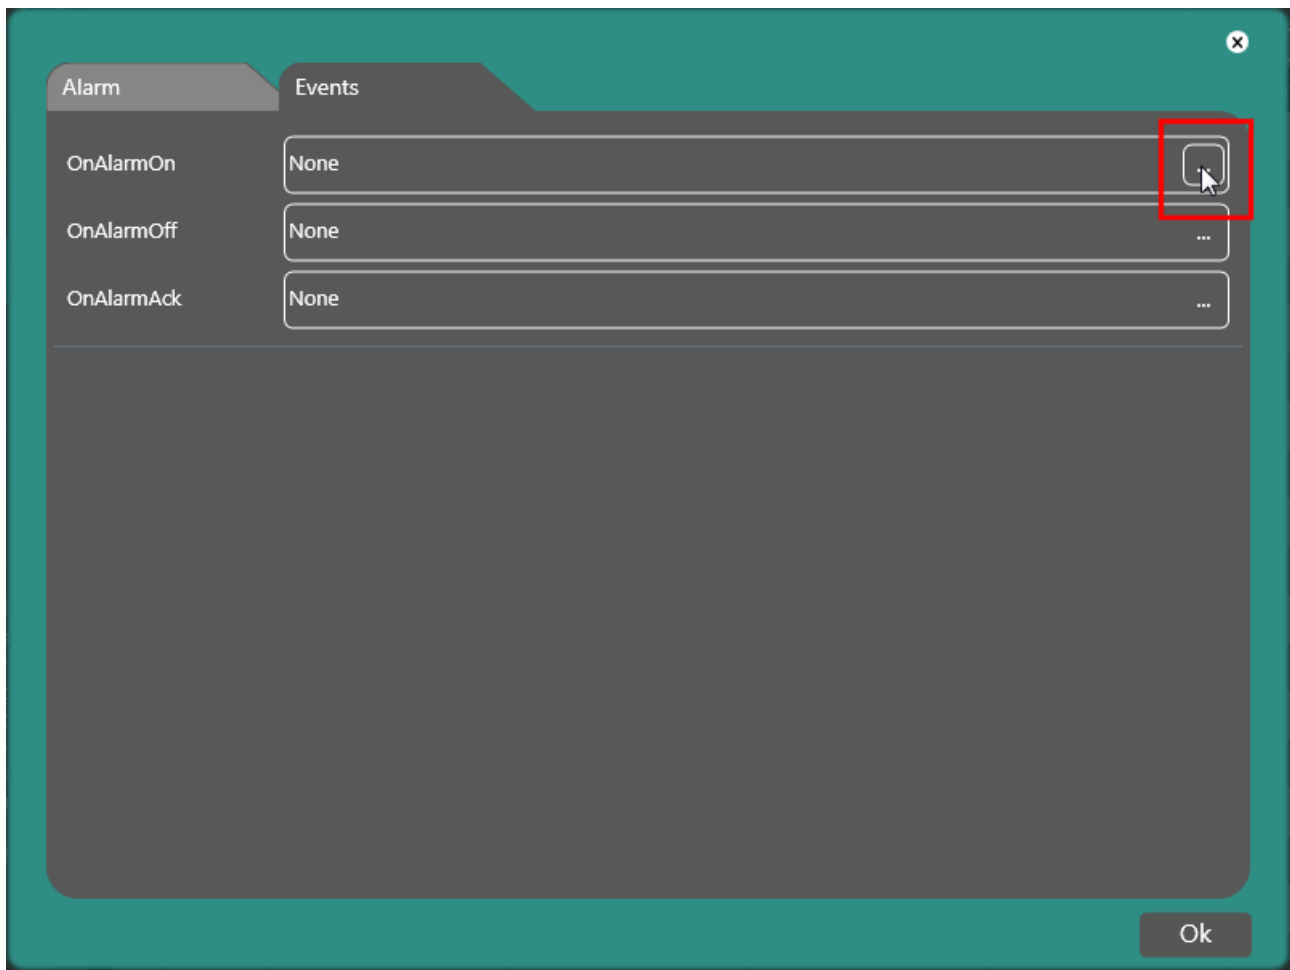 Alarm
Events
OnAlarmOn
None
...
OnAlarmOff
None
...
OnAlarmAck
None
...
Ok